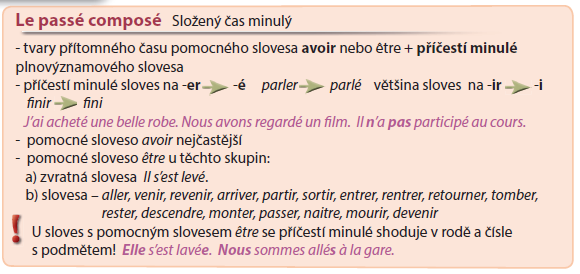 Le passé composé Složený čas minulý
- tvary přítomného času pomocného slovesa avoir nebo être + příčestí minulé
plnovýznamového slovesa
- příčestí minulé sloves na -er → -é parler → parlé většina sloves na -ir → -i
finir → fini
J'ai acheté une belle robe. Nous avons regardé un film. Il n'a pas participé au cours.
- pomocné sloveso avoir nejčastější
- pomocné sloveso être u těchto skupin:
a) zvratná slovesa Il s'est levé.
b) slovesa – aller, venir, revenir, arriver, partir, sortir, entrer, rentrer, retourner, tomber,
rester, descendre, monter, passer, naitre, mourir, devenir
! U sloves s pomocným slovesem être se příčestí minulé shoduje v rodě a čísle
s podmětem! Elle s'est lavée. Nous sommes allés à la gare.